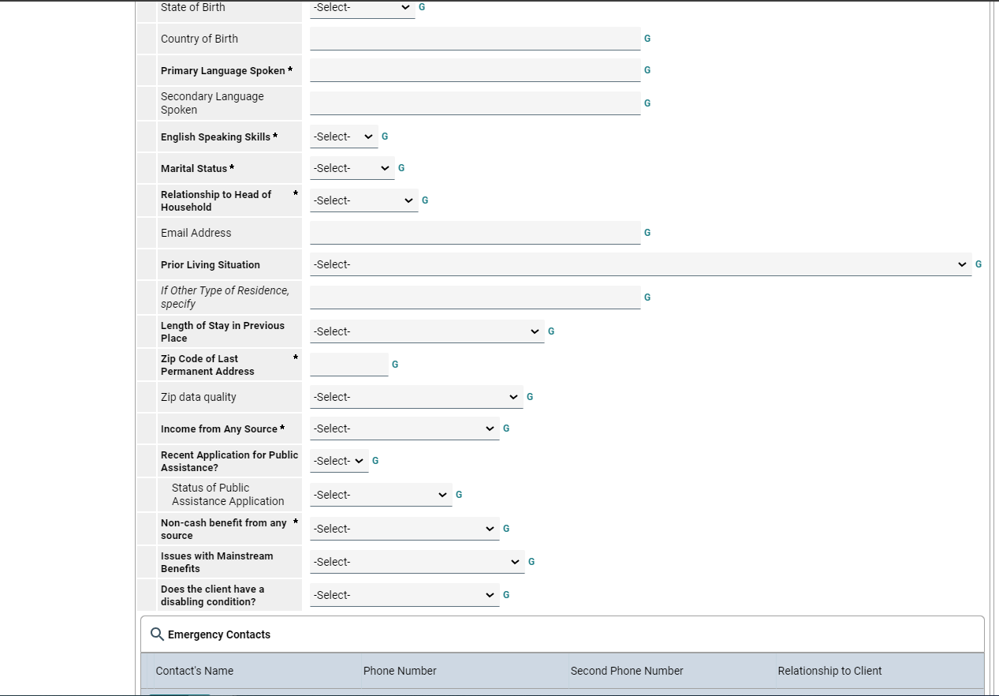 State of Birth -Select- G
Country of Birth G
Primary Language Spoken * G
Secondary Language
Spoken G
English Speaking Skills * -Select- G
Marital Status * -Select- G
Relationship to Head of *
Household -Select- G
Email Address G
Prior Living Situation -Select- G
If Other Type of Residence,
specify G
Length of Stay in Previous
Place -Select- G
Zip Code of Last *
Permanent Address G
Zip data quality -Select- G
Income from Any Source * -Select- G
Recent Application for Public
Assistance? -Select- G
Status of Public
Assistance Application -Select- G
Non-cash benefit from any *
source -Select- G
Issues with Mainstream
Benefits -Select- G
Does the client have a
disabling condition? -Select- G
Emergency Contacts
Contact's Name Phone Number Second Phone Number Relationship to Client